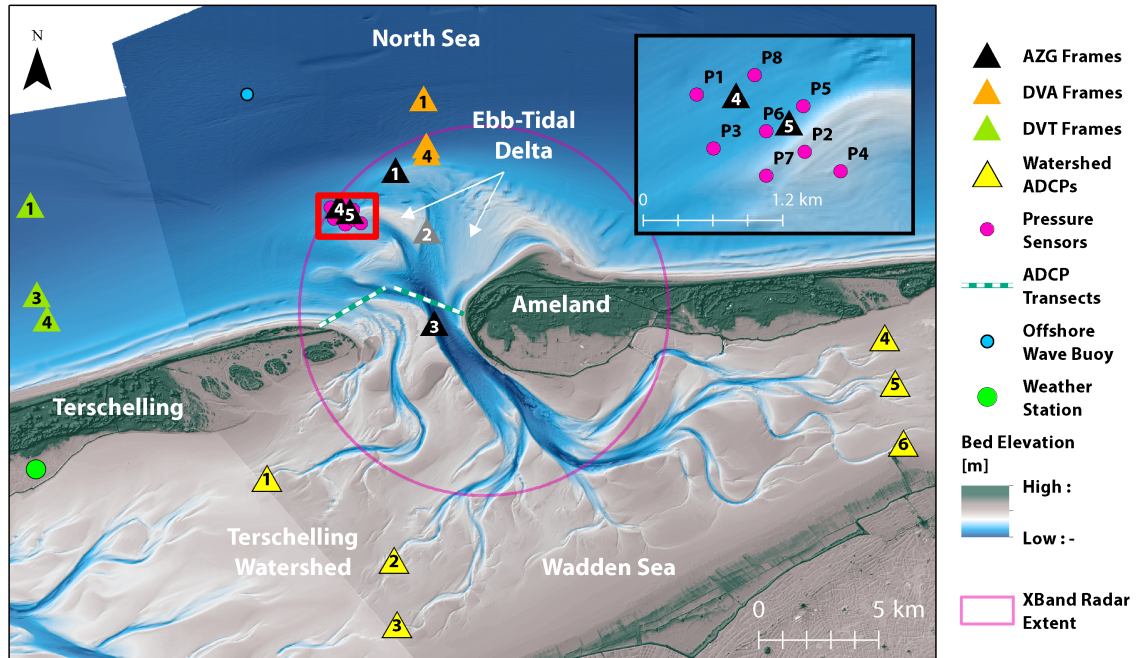 N
North Sea
P8
P1
4
P5
P6
5
P3
P2
P7
P4
0
1.2 km
1
Ebb-Tidal
Delta
4
1
1
4
5
2
3
4
3
Ameland
4
5
Terschelling
6
1
Terschelling
Watershed
2
Wadden Sea
3
0
5 km
AZG Frames
DVA Frames
DVT Frames
Watershed
ADCPs
Pressure
Sensors
ADCP
Transects
Offshore
Wave Buoy
Weather
Station
Bed Elevation
[m]
High :
Low : -
XBand Radar
Extent